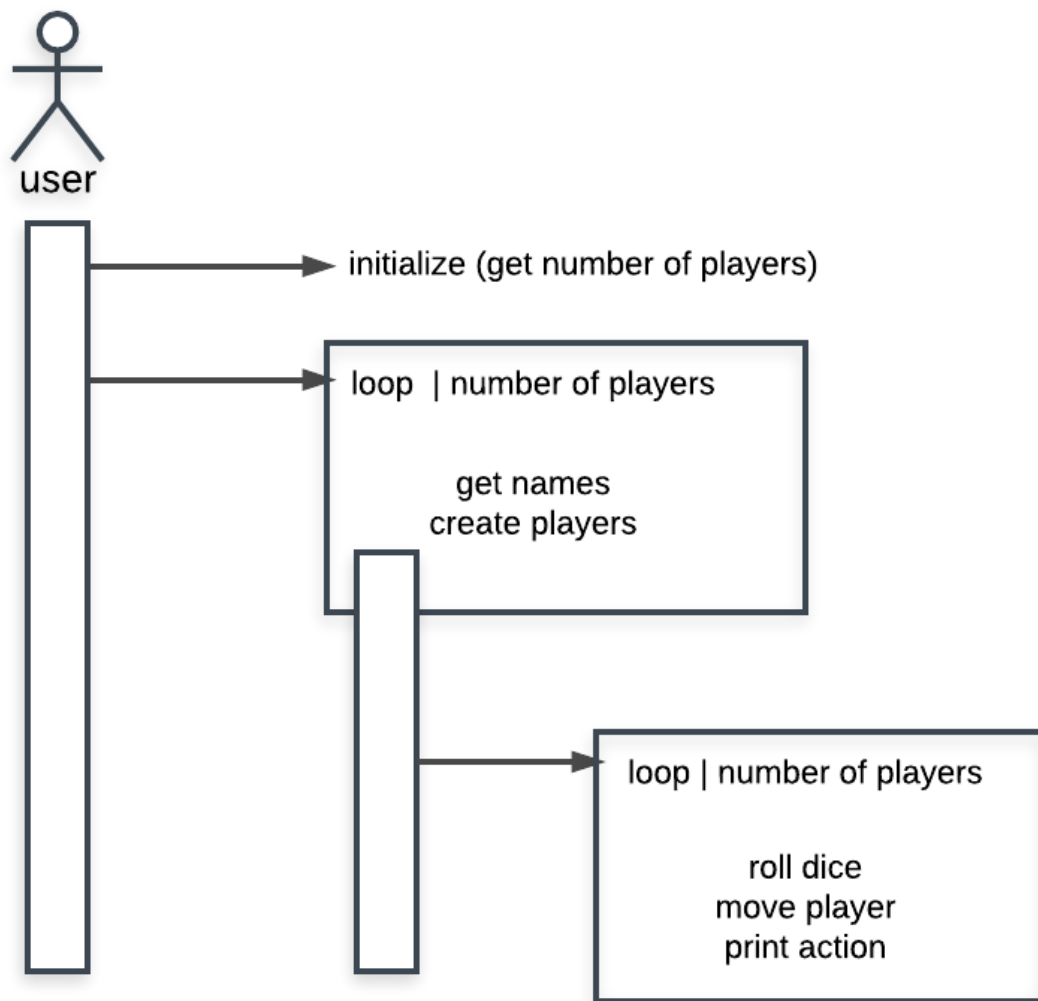 user
initialize (get number of players)
loop | number of players
get names
create players
loop | number of players
roll dice
move player
print action